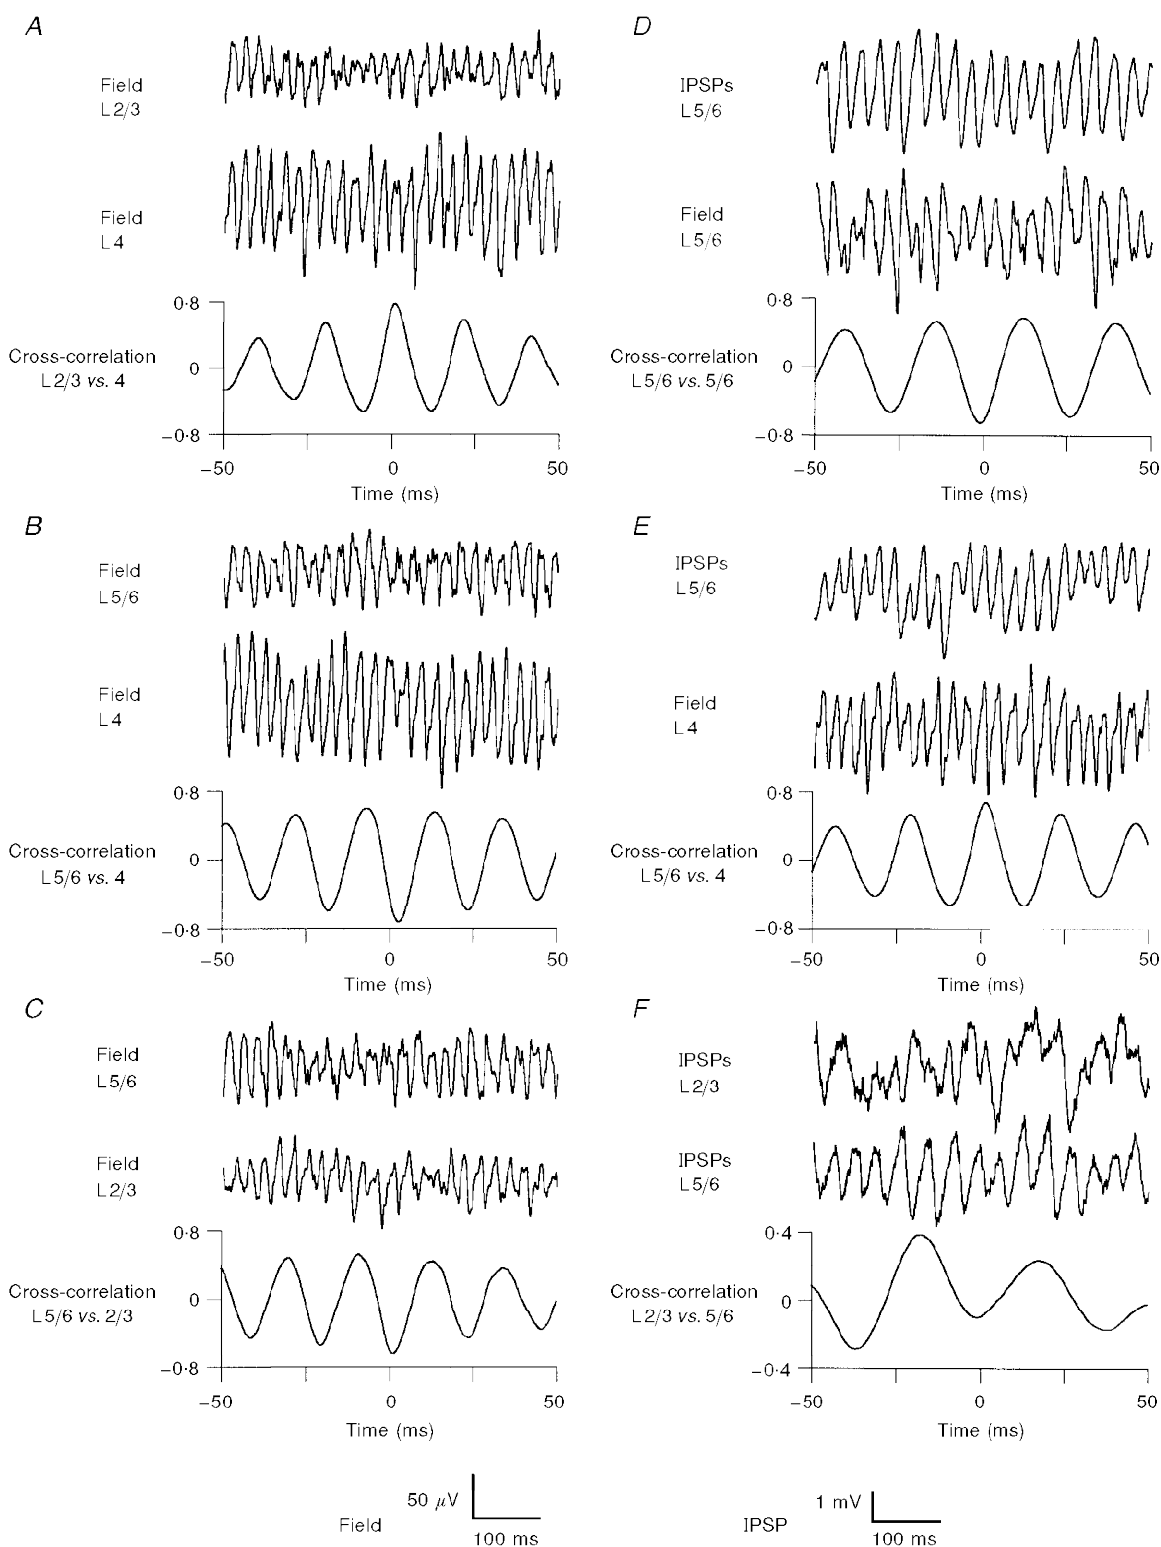 A
Field
L2/3
Field
L4
0·8
Cross-correlation
0
L2/3 vs. 4
−0·8
−50
0
50
Time (ms)
B
Field
L5/6
Field
L4
0·8
Cross-correlation
0
L5/6 vs. 4
−0·8
−50
0
50
Time (ms)
C
Field
L5/6
Field
L2/3
0·8
Cross-correlation
0
L5/6 vs. 2/3
−0·8
−50
0
50
Time (ms)
50 μV
Field
100 ms
D
IPSPs
L5/6
Field
L5/6
0·8
Cross-correlation
0
L5/6 vs. 5/6
−0·8
−50
0
50
Time (ms)
E
IPSPs
L5/6
Field
L4
0·8
Cross-correlation
0
L5/6 vs. 4
−0·8
−50
0
50
Time (ms)
F
IPSPs
L2/3
IPSPs
L5/6
0·4
Cross-correlation
0
L2/3 vs. 5/6
−0·4
−50
0
50
Time (ms)
1 mV
IPSP
100 ms